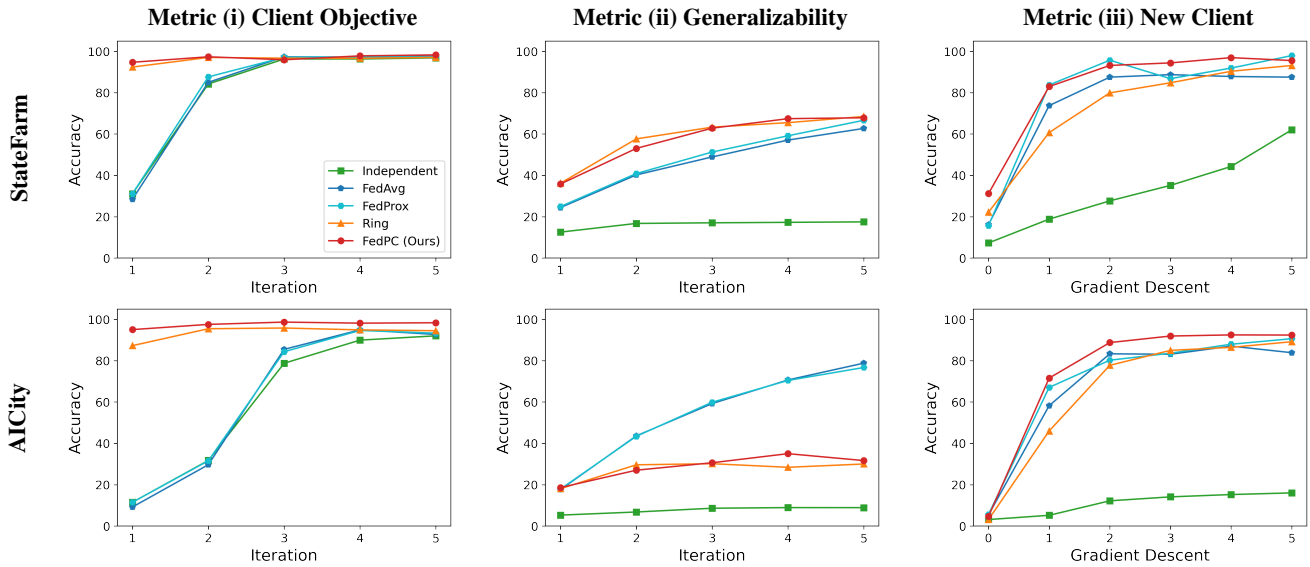 Metric (i) Client Objective
Metric (ii) Generalizability
Metric (iii) New Client
StateFarm
Accuracy
100
80
60
40
20
0
1 2 3 4 5
Iteration
Independent
FedAvg
FedProx
Ring
FedPC (Ours)
Accuracy
100
80
60
40
20
0
1 2 3 4 5
Iteration
Accuracy
100
80
60
40
20
0
0 1 2 3 4 5
Gradient Descent
AICity
Accuracy
100
80
60
40
20
0
1 2 3 4 5
Iteration
Accuracy
100
80
60
40
20
0
1 2 3 4 5
Iteration
Accuracy
100
80
60
40
20
0
0 1 2 3 4 5
Gradient Descent